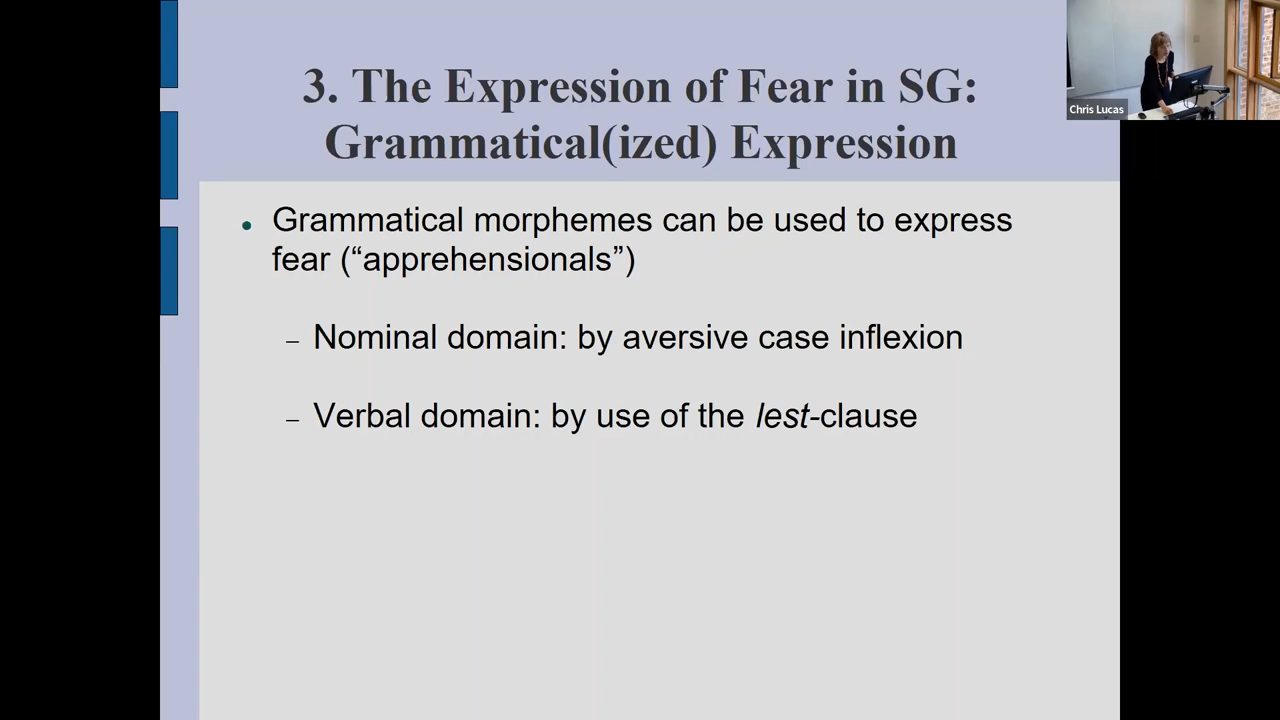 3. The Expression of Fear in SG:
Grammatical(ized) Expression
Chris Lucas
• Grammatical morphemes can be used to express
fear (“apprehensionals”)
– Nominal domain: by aversive case inflexion
– Verbal domain: by use of the lest-clause